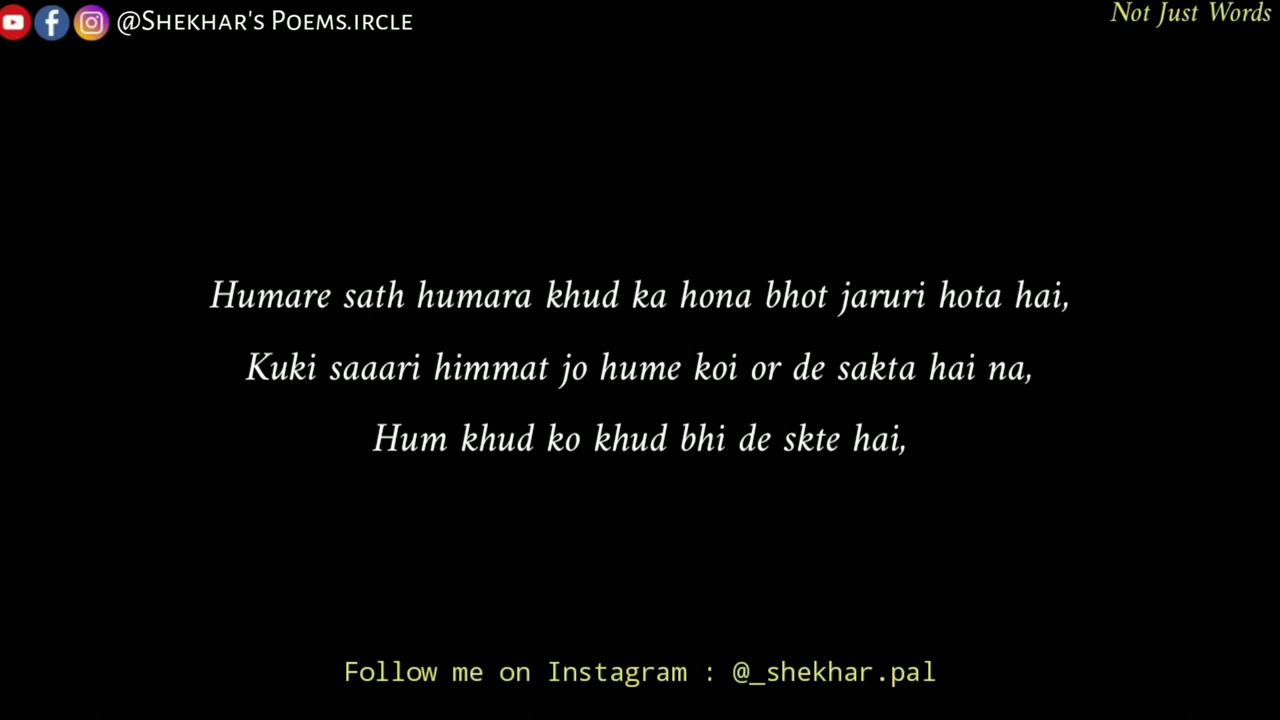 @Shekhar's Poems.ircle
Not Just Words
Humare sath humara khud ka hona bhot jaruri hota hai,
Kuki saaari himmat jo hume koi or de sakta hai na,
Hum khud ko khud bhi de skte hai,
Follow me on Instagram : @_shekhar.pal